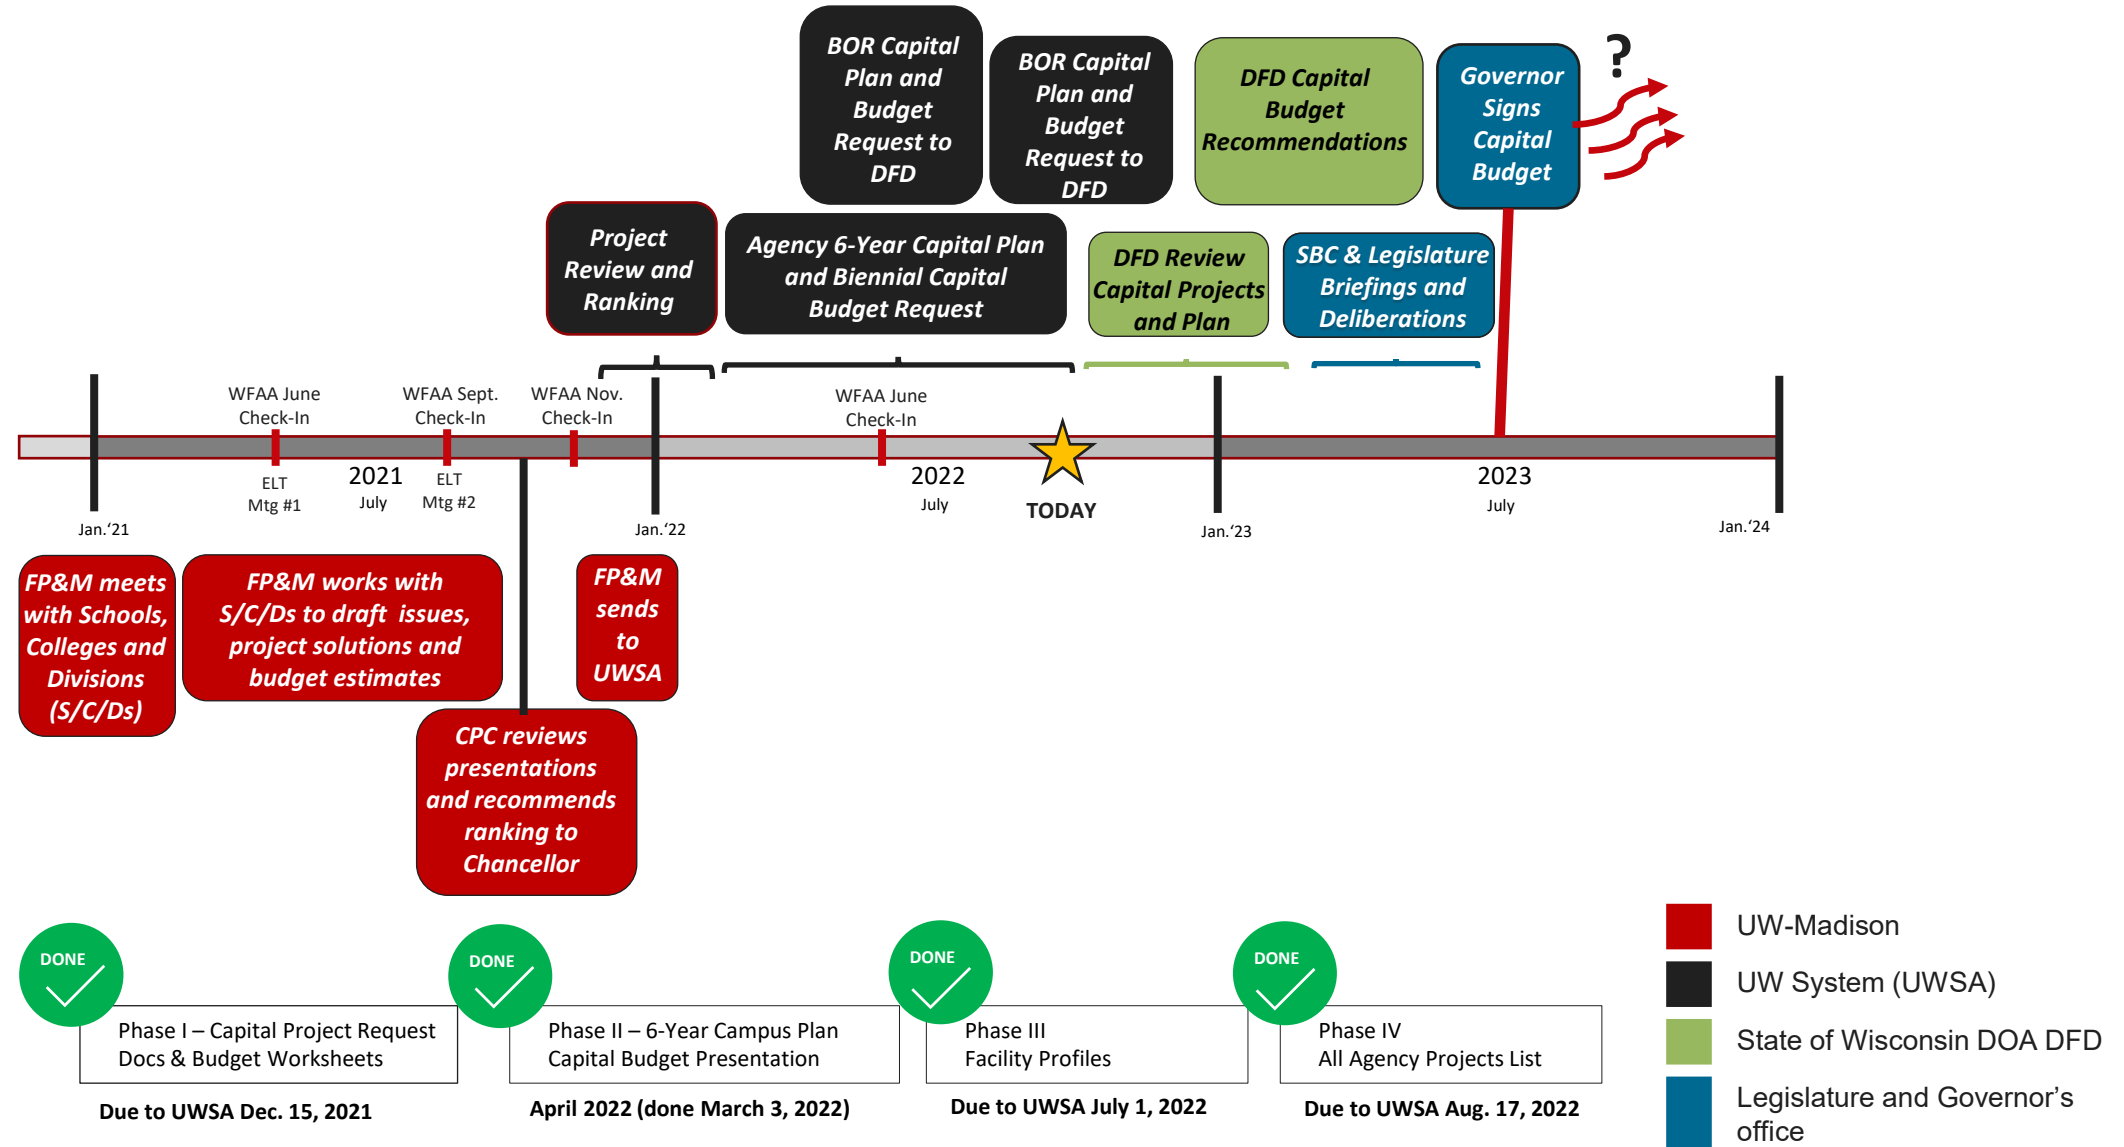 BOR Capital
Plan and
Budget
Request to
DFD
BOR Capital
Plan and
Budget
Request to
DFD
DFD Capital
Budget
Recommendations
Governor
Signs
Capital
Budget
?
Project
Review and
Ranking
Agency 6-Year Capital Plan
and Biennial Capital
Budget Request
DFD Review
Capital Projects
and Plan
SBC & Legislature
Briefings and
Deliberations
WFAA June
Check-In
WFAA Sept.
Check-In
WFAA Nov.
Check-In
WFAA June
Check-In
ELT
Mtg #1
2021
July
ELT
Mtg #2
2022
July
TODAY
2023
July
Jan.‘21
Jan.‘22
Jan.‘23
Jan.‘24
FP&M meets
with Schools,
Colleges and
Divisions
(S/C/Ds)
FP&M works with
S/C/Ds to draft issues,
project solutions and
budget estimates
FP&M
sends
to
UWSA
CPC reviews
presentations
and recommends
ranking to
Chancellor
DONE
Phase I – Capital Project Request
Docs & Budget Worksheets
Due to UWSA Dec. 15, 2021
DONE
Phase II – 6-Year Campus Plan
Capital Budget Presentation
April 2022 (done March 3, 2022)
DONE
Phase III
Facility Profiles
Due to UWSA July 1, 2022
DONE
Phase IV
All Agency Projects List
Due to UWSA Aug. 17, 2022
UW-Madison
UW System (UWSA)
State of Wisconsin DOA DFD
Legislature and Governor’s
office